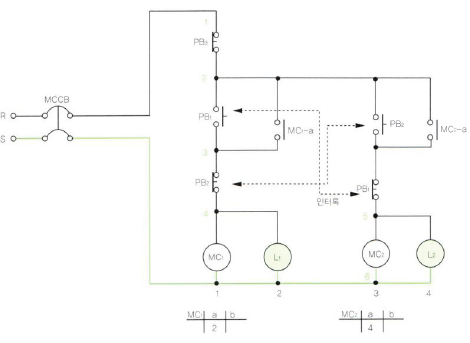 1
PB₀
MCCB
R
S
PB₁
MC₁-a
PB₂
MC₂-a
3
PB₂
PB₁
인터록
4
5
MC₁
L₁
MC₂
L₂
6
1 2 3 4
MC₁ a b
2
MC₂ a b
4